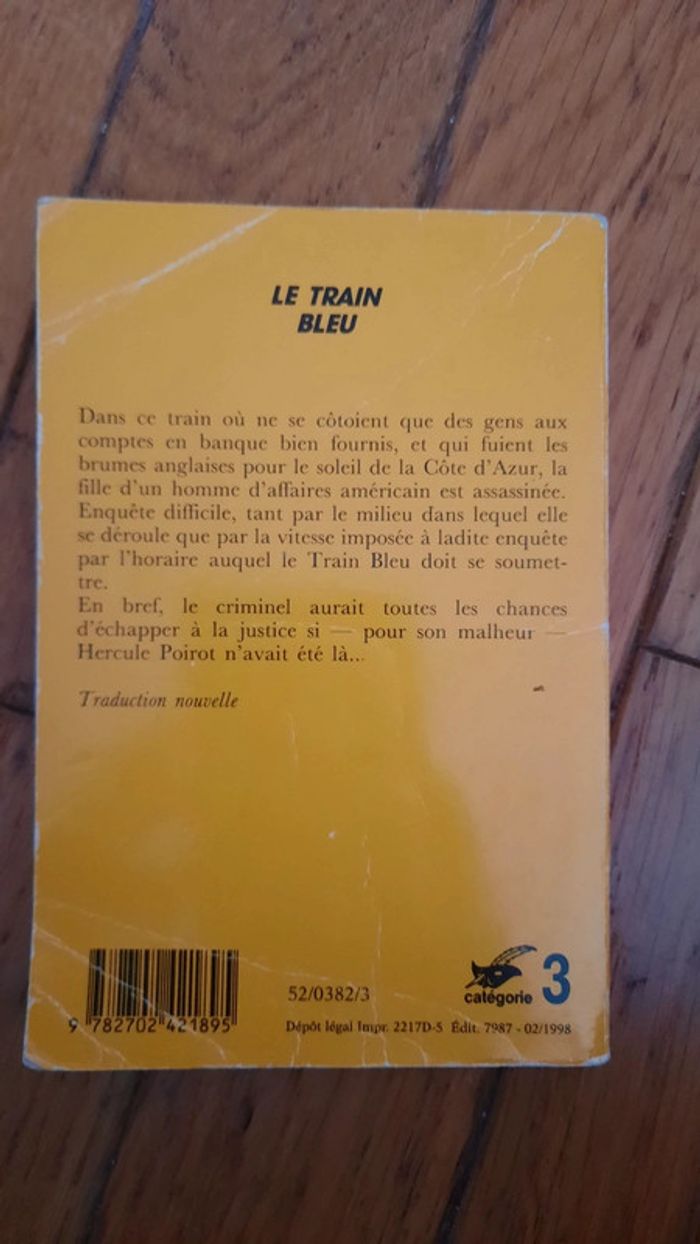 LE TRAIN
BLEU
Dans ce train où ne se côtoient que des gens aux
comptes en banque bien fournis, et qui fuient les
brumes anglaises pour le soleil de la Côte d'Azur, la
fille d'un homme d'affaires américain est assassinée.
Enquête difficile, tant par le milieu dans lequel elle
se déroule que par la vitesse imposée à ladite enquête
par l'horaire auquel le Train Bleu doit se soumet-
tre.
En bref, le criminel aurait toutes les chances
d'échapper à la justice si — pour son malheur —
Hercule Poirot n'avait été là...
Traduction nouvelle
52/0382/3
catégorie 3
9 782702 421895
Dépôt légal Impr. 2217D-5 Édit. 7987 - 02/1998